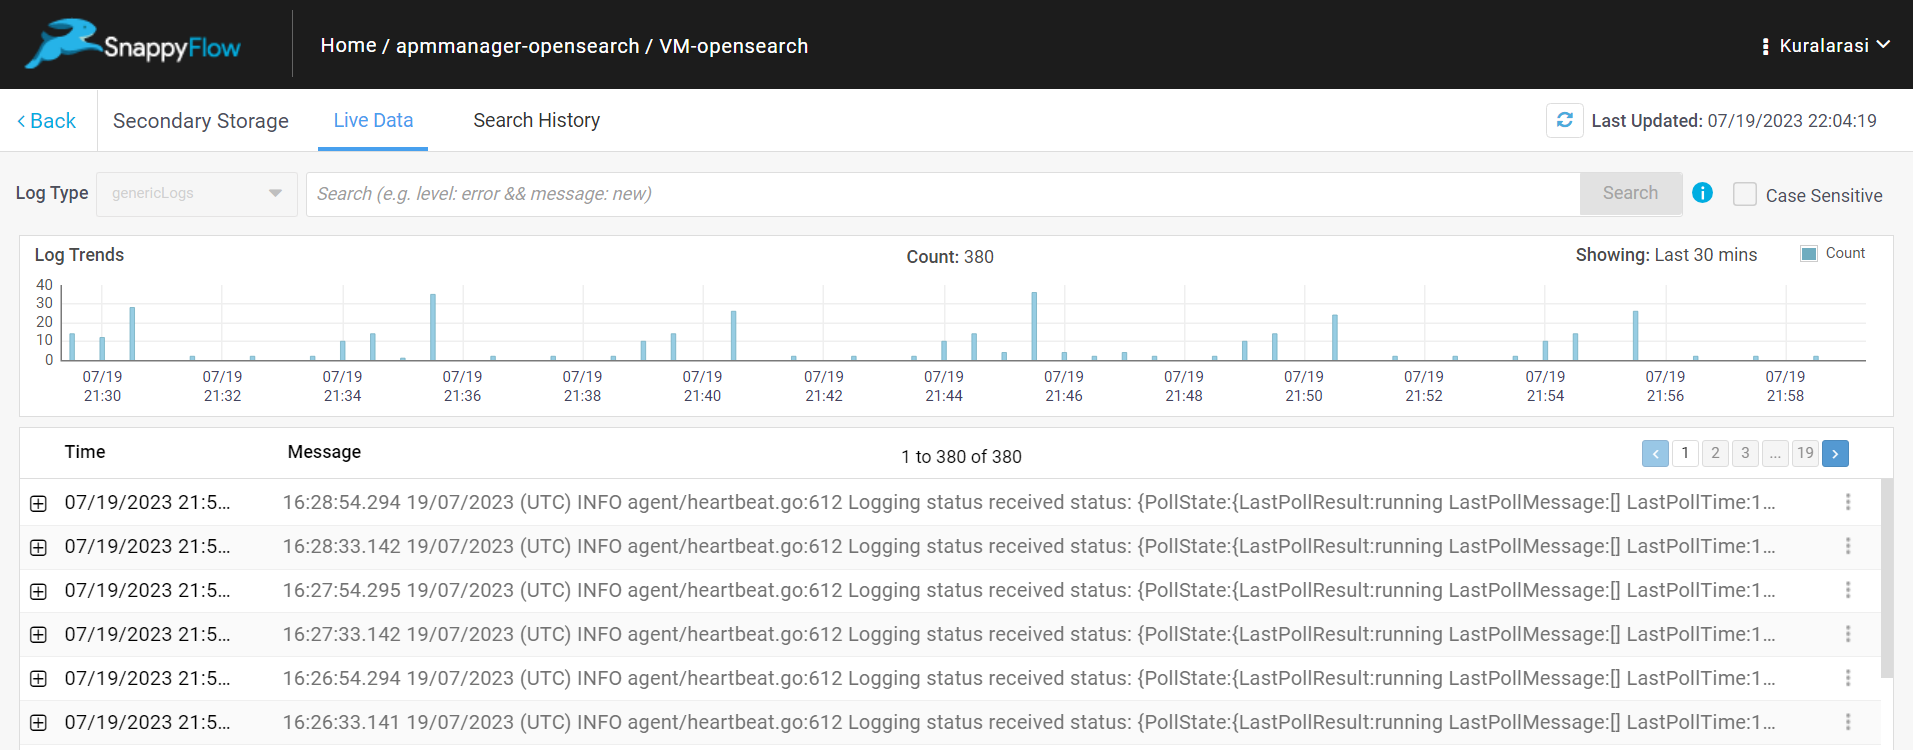 SnappyFlow
Home / apmmanager-opensearch / VM-opensearch
Kuralarasi
Back
Secondary Storage
Live Data
Search History
Last Updated: 07/19/2023 22:04:19
Log Type
genericLogs
Search (e.g. level: error && message: new)
Search
i
Case Sensitive
Log Trends
Count: 380
Showing: Last 30 mins
Count
40
30
20
10
0
07/19 07/19 07/19 07/19 07/19 07/19 07/19 07/19 07/19 07/19 07/19 07/19 07/19 07/19 07/19
21:30 21:32 21:34 21:36 21:38 21:40 21:42 21:44 21:46 21:48 21:50 21:52 21:54 21:56 21:58
Time Message 1 to 380 of 380 < 1 2 3 ... 19 >
07/19/2023 21:5... 16:28:54.294 19/07/2023 (UTC) INFO agent/heartbeat.go:612 Logging status received status: {PollState:{LastPollResult:running LastPollMessage:[] LastPollTime:1...
07/19/2023 21:5... 16:28:33.142 19/07/2023 (UTC) INFO agent/heartbeat.go:612 Logging status received status: {PollState:{LastPollResult:running LastPollMessage:[] LastPollTime:1...
07/19/2023 21:5... 16:27:54.295 19/07/2023 (UTC) INFO agent/heartbeat.go:612 Logging status received status: {PollState:{LastPollResult:running LastPollMessage:[] LastPollTime:1...
07/19/2023 21:5... 16:27:33.142 19/07/2023 (UTC) INFO agent/heartbeat.go:612 Logging status received status: {PollState:{LastPollResult:running LastPollMessage:[] LastPollTime:1...
07/19/2023 21:5... 16:26:54.294 19/07/2023 (UTC) INFO agent/heartbeat.go:612 Logging status received status: {PollState:{LastPollResult:running LastPollMessage:[] LastPollTime:1...
07/19/2023 21:5... 16:26:33.141 19/07/2023 (UTC) INFO agent/heartbeat.go:612 Logging status received status: {PollState:{LastPollResult:running LastPollMessage:[] LastPollTime:1...